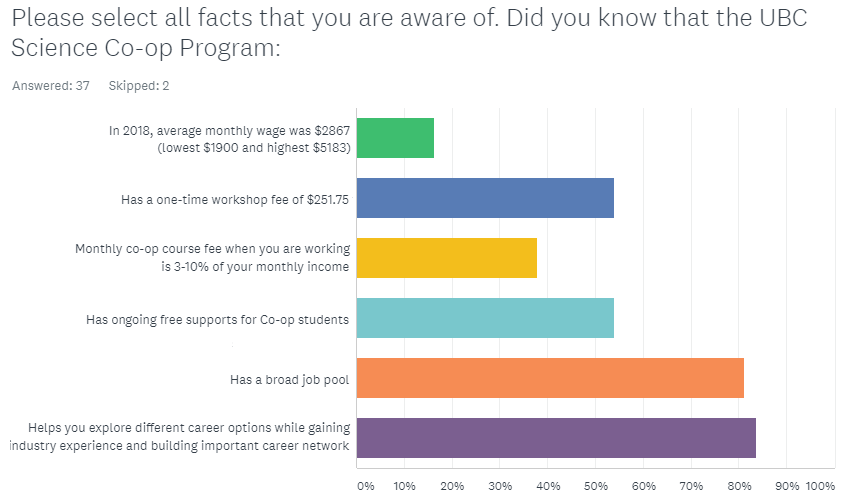 Please select all facts that you are aware of. Did you know that the UBC
Science Co-op Program:
Answered: 37 Skipped: 2
In 2018, average monthly wage was $2867
(lowest $1900 and highest $5183)
Has a one-time workshop fee of $251.75
Monthly co-op course fee when you are working
is 3-10% of your monthly income
Has ongoing free supports for Co-op students
Has a broad job pool
Helps you explore different career options while gaining
industry experience and building important career network
0% 10% 20% 30% 40% 50% 60% 70% 80% 90% 100%